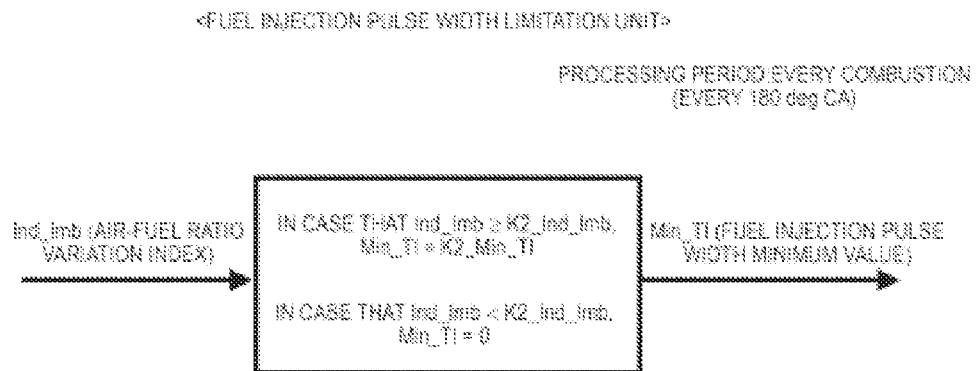 <FUEL INJECTION PULSE WIDTH LIMITATION UNIT>
PROCESSING PERIOD:EVERY COMBUSTION
(EVERY 180 deg CA)
Ind_Imb (AIR-FUEL RATIO
VARIATION INDEX)
IN CASE THAT Ind_Imb ≥ K2_Ind_Imb,
Min_TI = K2_Min_TI
IN CASE THAT Ind_Imb < K2_Ind_Imb,
Min_TI = 0
Min_TI (FUEL INJECTION PULSE
WIDTH MINIMUM VALUE)